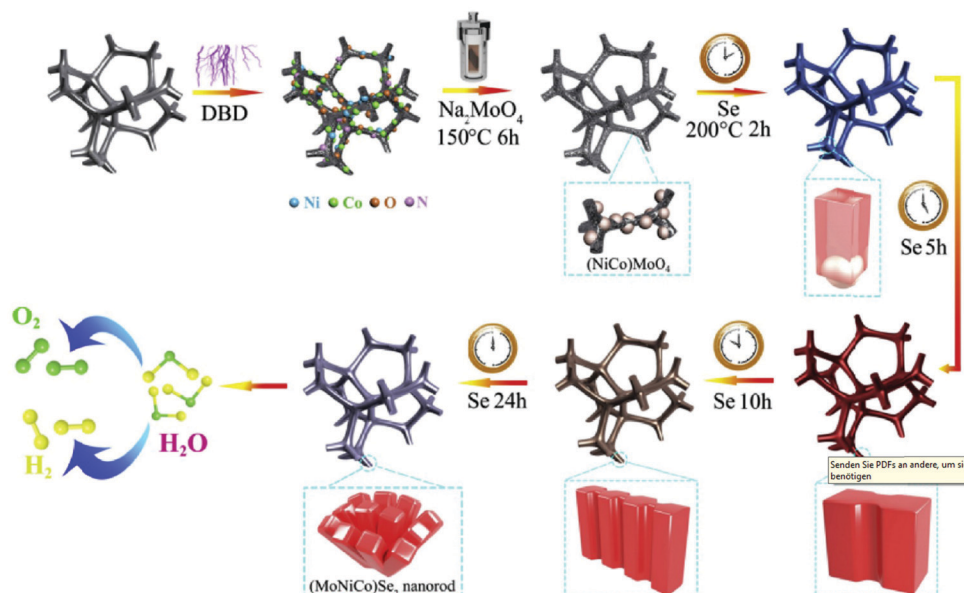 DBD
Na₂MoO₄
150°C 6h
Se
200°C 2h
Ni Co O N
(NiCo)MoO₄
Se 5h
O₂
H₂
H₂O
Se 24h
Se 10h
Senden Sie PDFs an andere, um si
benötigen
(MoNiCo)Se, nanorod